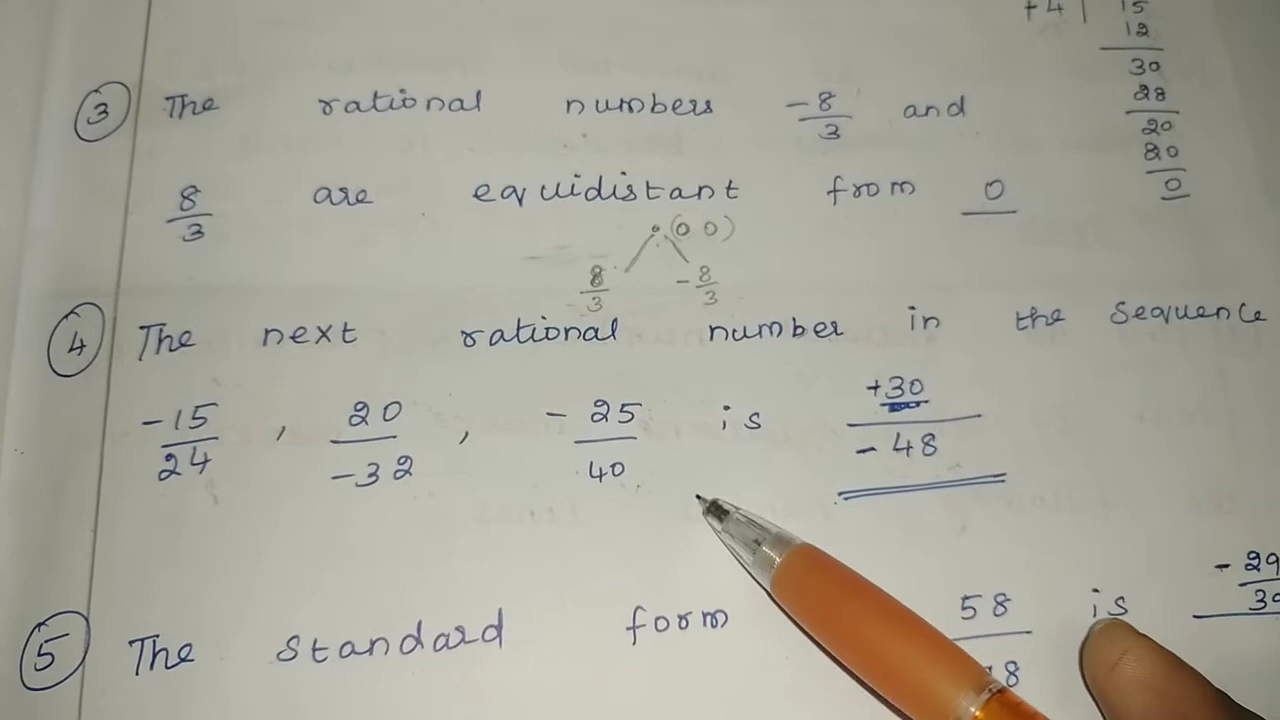 +4 | 15
12
30
28
20
20
0
③ The rational numbers -8/3 and
8/3 are equidistant from 0
(0 0)
8/3 -8/3
④ The next rational number in the sequence
-15/24 , 20/-32 , -25/40 is +30/-48
⑤ The standard form 58/ 8 is -29/